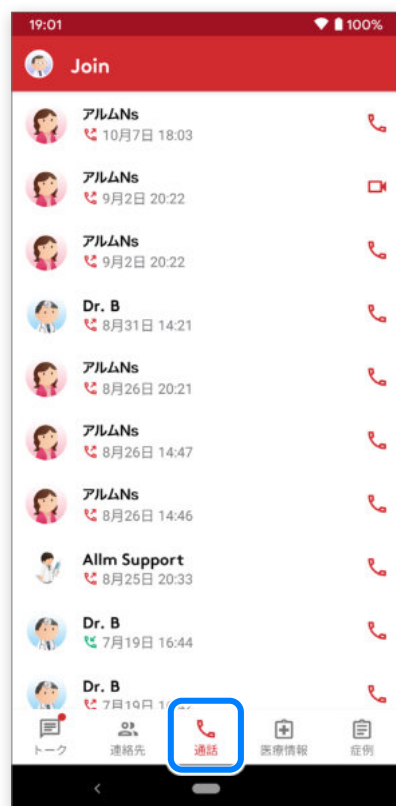 19:01 100%
Join
アルムNs
10月7日 18:03
アルムNs
9月2日 20:22
アルムNs
9月2日 20:22
Dr. B
8月31日 14:21
アルムNs
8月26日 20:21
アルムNs
8月26日 14:47
アルムNs
8月26日 14:46
Allm Support
8月25日 20:33
Dr. B
7月19日 16:44
Dr. B
7月19日
トーク 連絡先 通話 医療情報 症例